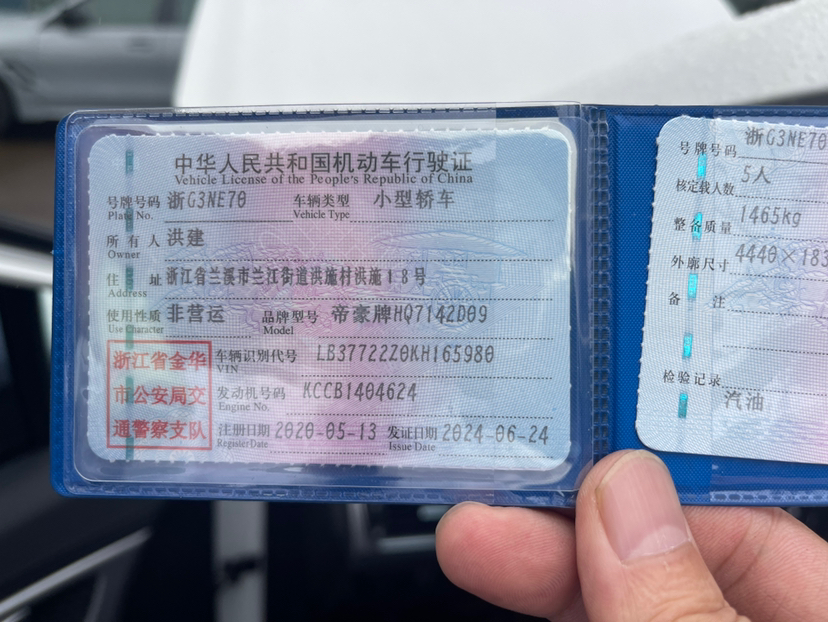 中华人民共和国机动车行驶证
Vehicle License of the People's Republic of China
号牌号码 浙G3NE70 车辆类型 小型轿车
Plate No. Vehicle Type
所有人 洪建
Owner
住址 浙江省兰溪市兰江街道洪施村洪施18号
Address
使用性质 非营运 品牌型号 帝豪牌HQ7142D09
Use Character Model
浙江省金华
市公安局交
通警察支队
车辆识别代号 LB37722Z0KH165980
VIN
发动机号码 KCCB1404624
Engine No.
注册日期 2020-05-13 发证日期 2024-06-24
Register Date Issue Date
号牌号码 浙G3NE70
核定载人数 5人
整备质量 1465kg
外廓尺寸 4440×183
备注
检验记录
汽油